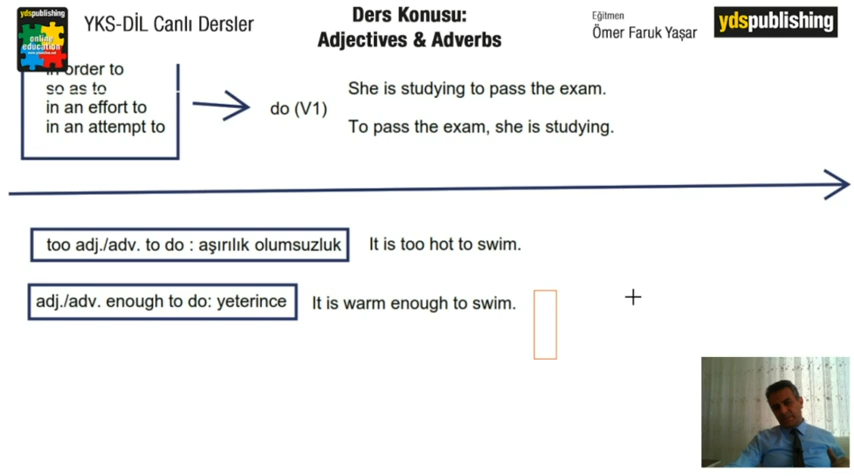 ydspublishing
online
education
YKS-DİL Canlı Dersler
Ders Konusu:
Adjectives & Adverbs
Eğitmen
Ömer Faruk Yaşar
ydspublishing
in order to
so as to
in an effort to
in an attempt to
do (V1)
She is studying to pass the exam.
To pass the exam, she is studying.
too adj./adv. to do : aşırılık olumsuzluk
It is too hot to swim.
adj./adv. enough to do: yeterince
It is warm enough to swim.